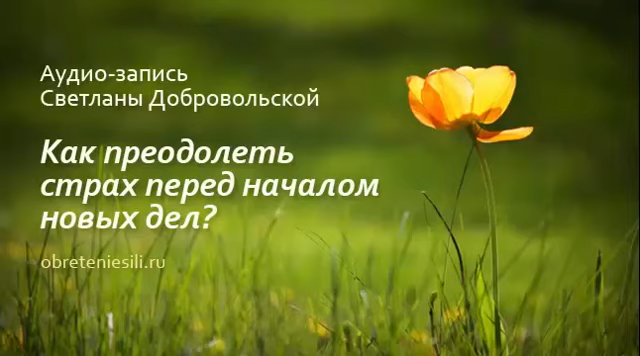 Аудио-запись
Светланы Добровольской
Как преодолеть
страх перед началом
новых дел?
obreteniesili.ru